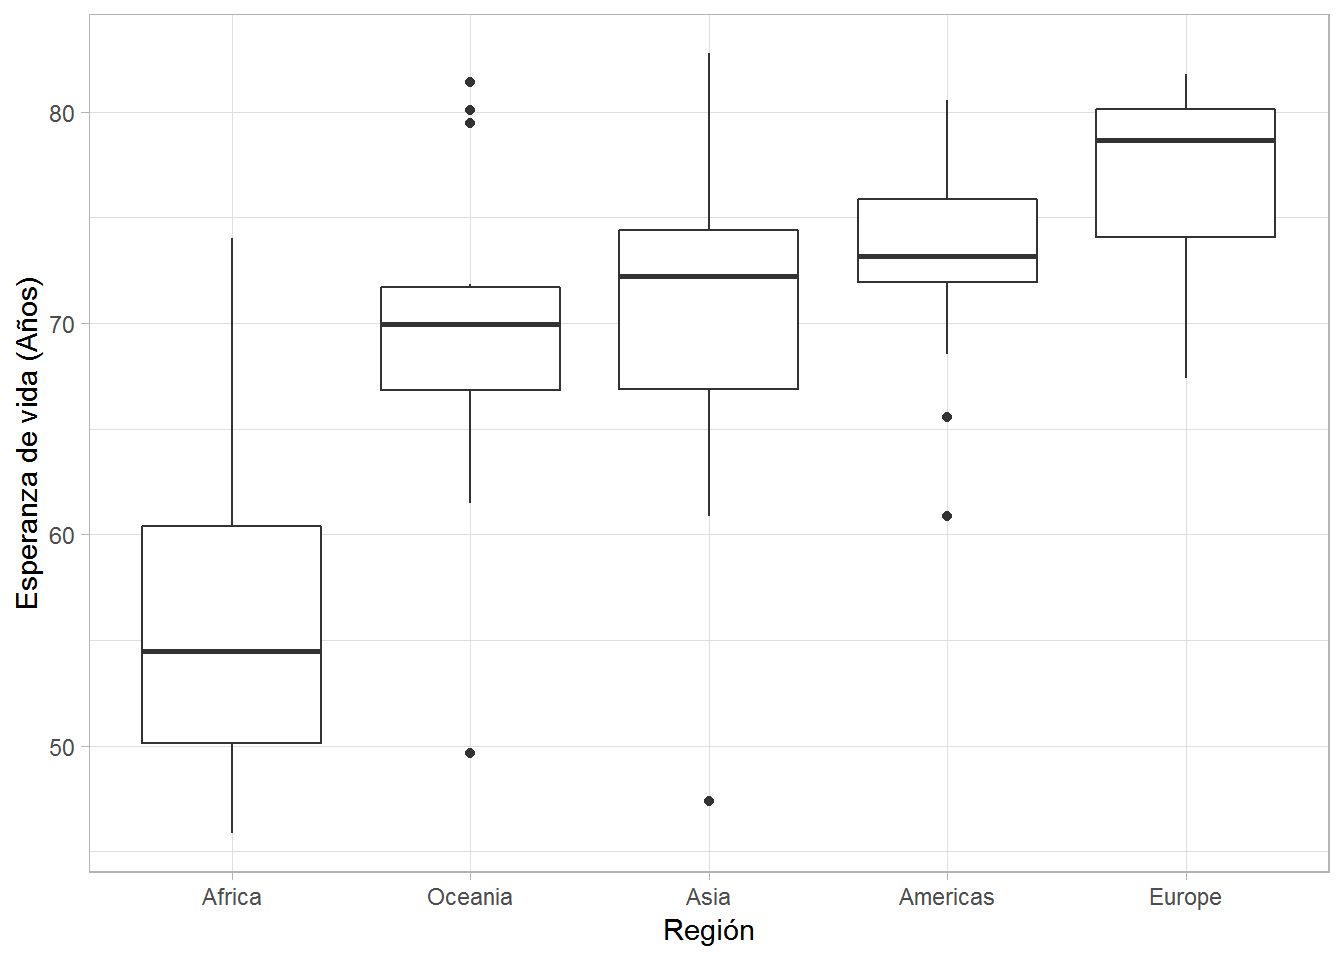 Esperanza de vida (Años)
80
70
60
50
Africa
Oceania
Asia
Americas
Europe
Región